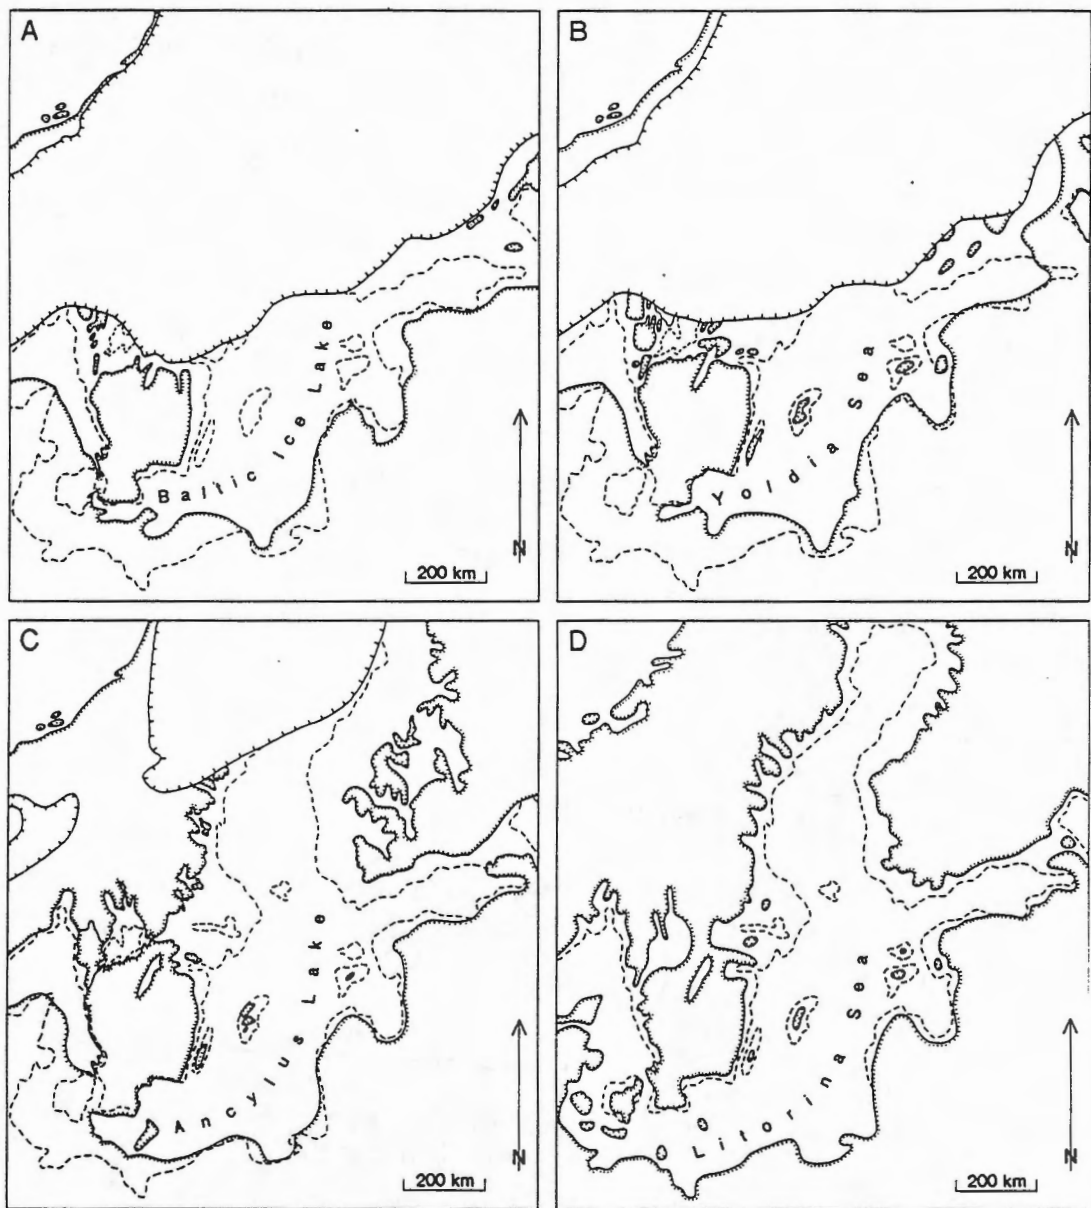 A
Baltic Ice Lake
N
200 km
B
Yoldia Sea
N
200 km
C
Ancylus Lake
N
200 km
D
Litorina Sea
N
200 km